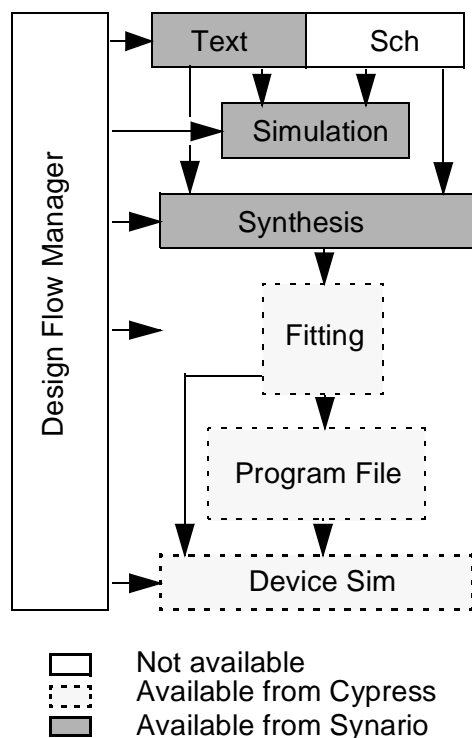 Text Sch
Simulation
Synthesis
Design Flow Manager
Fitting
Program File
Device Sim
Not available
Available from Cypress
Available from Synario